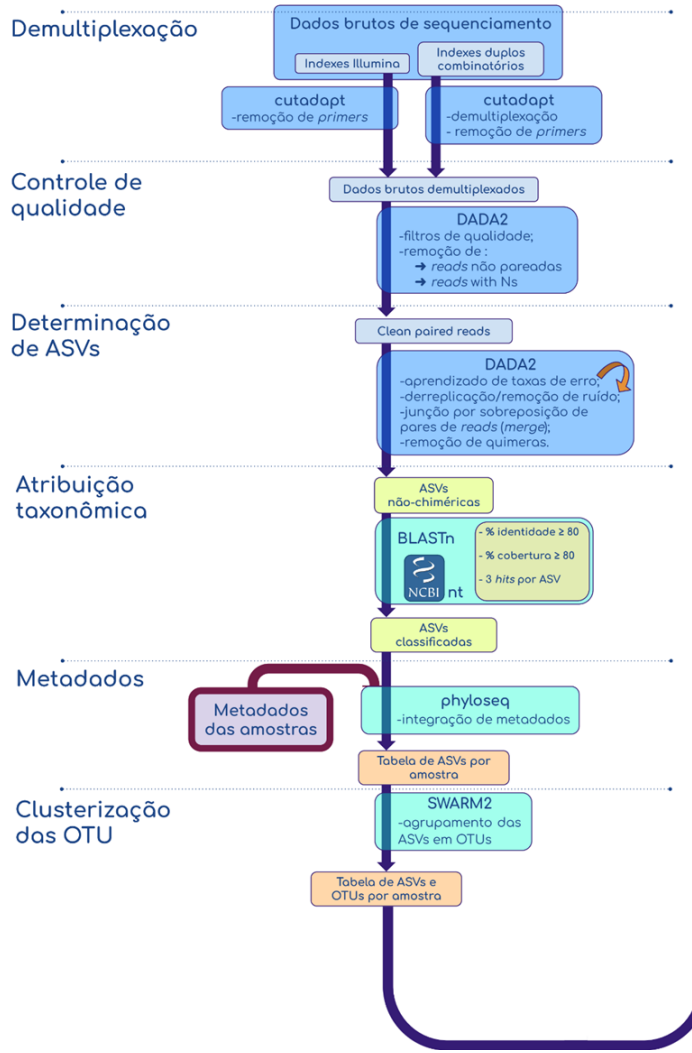 Demultiplexação
Dados brutos de sequenciamento
Indexes Illumina
Indexes duplos
combinatórios
cutadapt
-remoção de primers
cutadapt
-demultiplexação
- remoção de primers
Controle de
qualidade
Dados brutos demultiplexados
DADA2
-filtros de qualidade;
-remoção de :
➔ reads não pareadas
➔ reads with Ns
Determinação
de ASVs
Clean paired reads
DADA2
-aprendizado de taxas de erro;
-derreplicação/remoção de ruído;
-junção por sobreposição de
pares de reads (merge);
-remoção de quimeras.
Atribuição
taxonômica
ASVs
não-chiméricas
BLASTn
NCBI
nt
- % identidade ≥ 80
- % cobertura ≥ 80
- 3 hits por ASV
ASVs
classificadas
Metadados
Metadados
das amostras
phyloseq
-integração de metadados
Tabela de ASVs por
amostra
Clusterização
das OTU
SWARM2
-agrupamento das
ASVs em OTUs
Tabela de ASVs e
OTUs por amostra